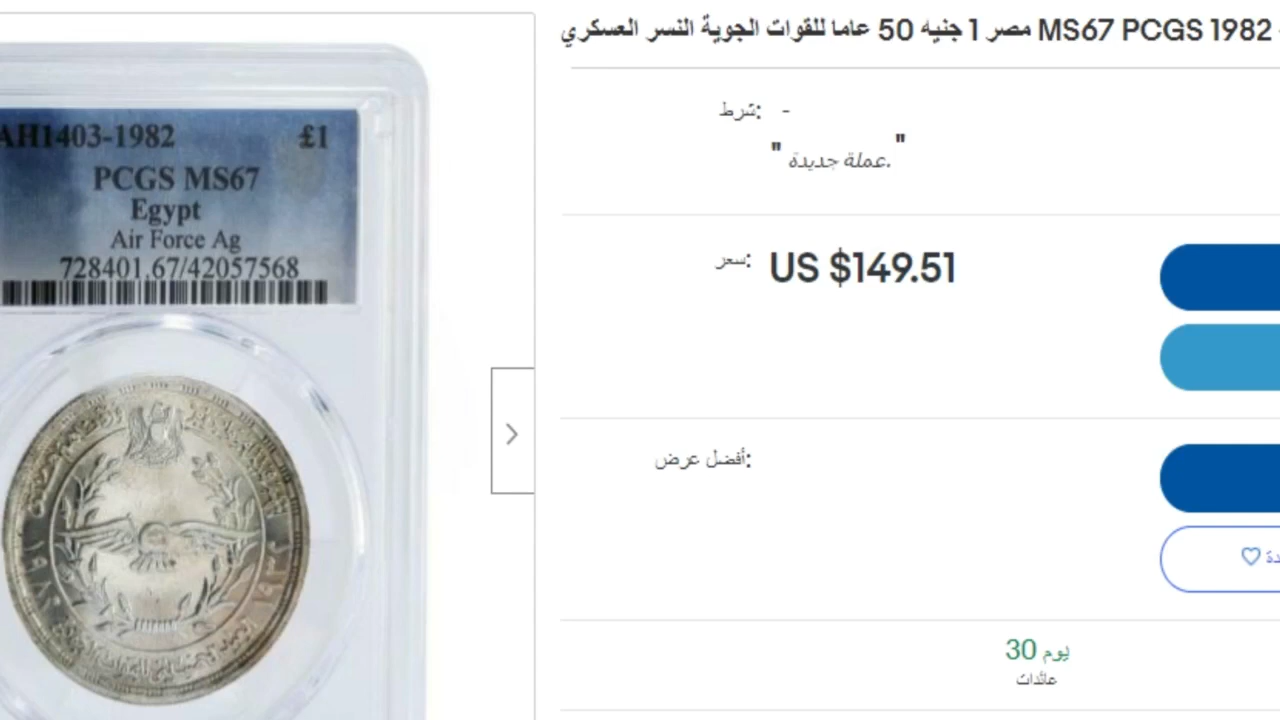 AH1403-1982 £1
PCGS MS67
Egypt
Air Force Ag
728401.67/42057568
مصر 1 جنيه 50 عاما للقوات الجوية النسر العسكري MS67 PCGS 1982
شرط: -
"عملة جديدة."
سعر: US $149.51
أفضل عرض:
30 يوم
عائدات